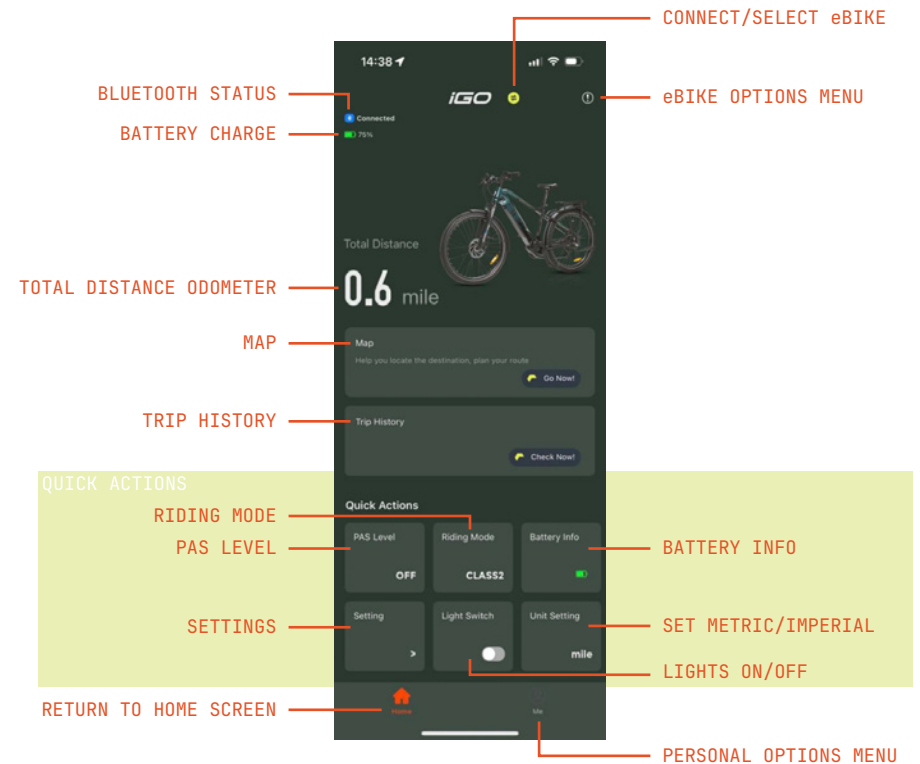 CONNECT/SELECT eBIKE
14:38
BLUETOOTH STATUS
iGO
eBIKE OPTIONS MENU
Connected
BATTERY CHARGE
75%
Total Distance
TOTAL DISTANCE ODOMETER
0.6 mile
MAP
Map
Help you locate the destination, plan your route
Go Now!
TRIP HISTORY
Trip History
Check Now!
QUICK ACTIONS
Quick Actions
RIDING MODE
PAS LEVEL
PAS Level
Riding Mode
Battery Info
BATTERY INFO
OFF
CLASS2
SETTINGS
Setting
Light Switch
Unit Setting
SET METRIC/IMPERIAL
>
mile
LIGHTS ON/OFF
RETURN TO HOME SCREEN
Home
Me
PERSONAL OPTIONS MENU